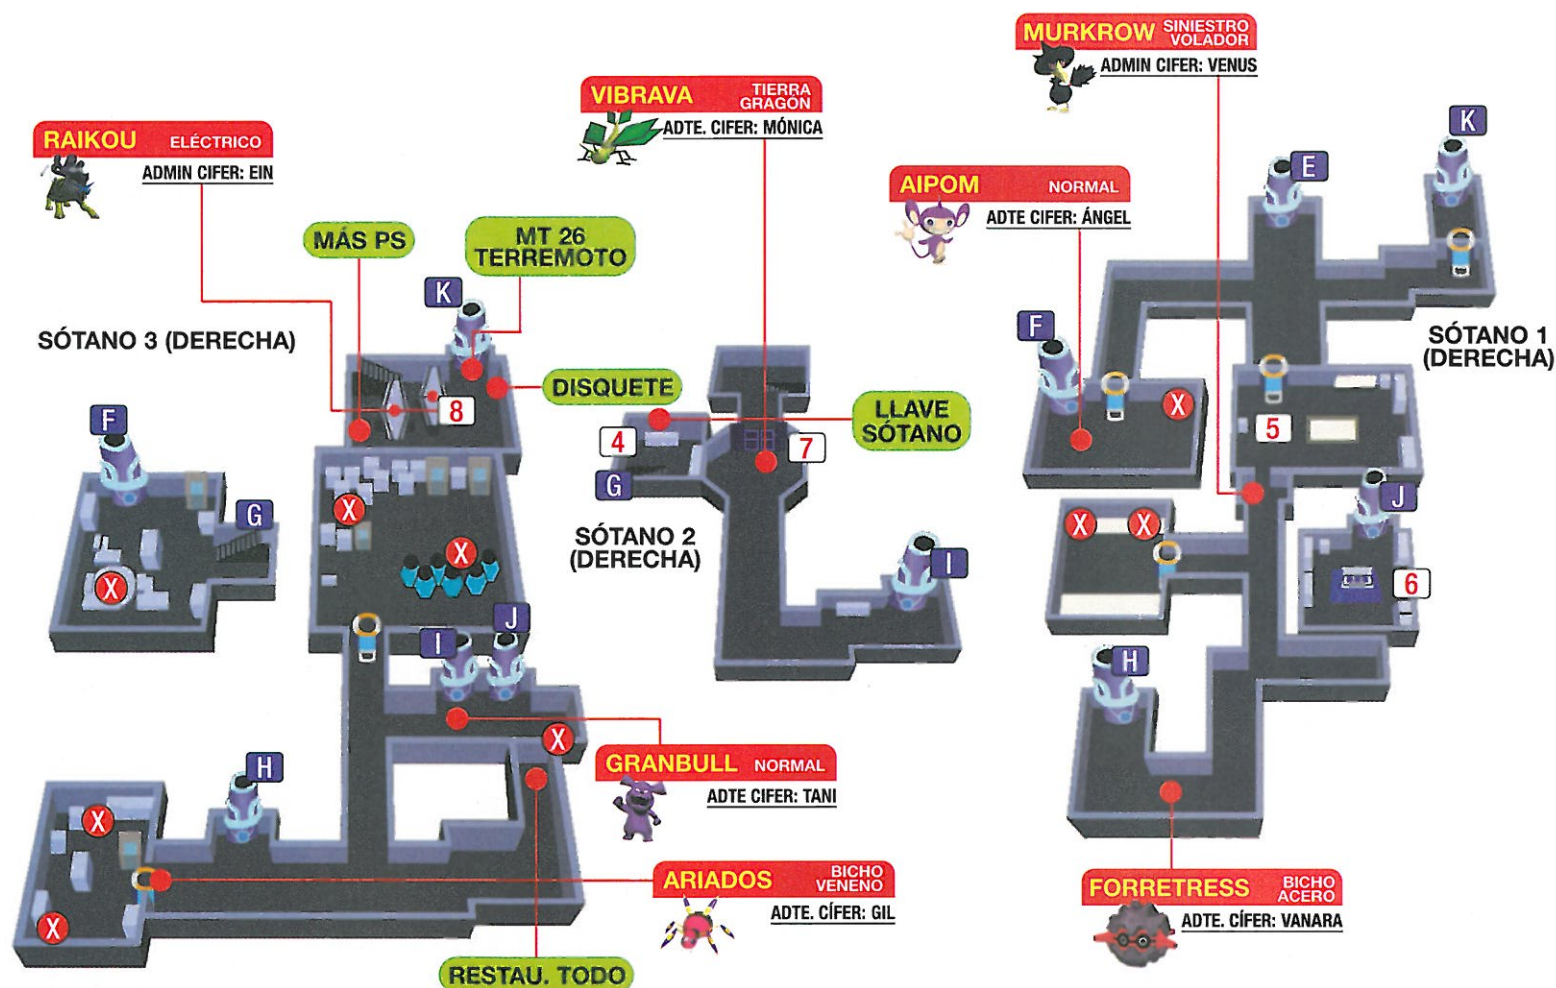 MURKROW SINIESTRO
VOLADOR
ADMIN CIFER: VENUS
VIBRAVA TIERRA
GRAGÓN
ADTE. CIFER: MÓNICA
RAIKOU ELÉCTRICO
ADMIN CIFER: EIN
K
E
AIPOM NORMAL
ADTE CIFER: ÁNGEL
MÁS PS
MT 26
TERREMOTO
K
F
SÓTANO 1
(DERECHA)
SÓTANO 3 (DERECHA)
DISQUETE
8
LLAVE
SÓTANO
X
5
F
4
7
G
J
X
G
SÓTANO 2
(DERECHA)
X
X
X
I
X
6
I
J
H
X
GRANBULL NORMAL
ADTE CIFER: TANI
H
X
ARIADOS BICHO
VENENO
ADTE. CÍFER: GIL
FORRETRESS BICHO
ACERO
ADTE. CÍFER: VANARA
X
RESTAU. TODO